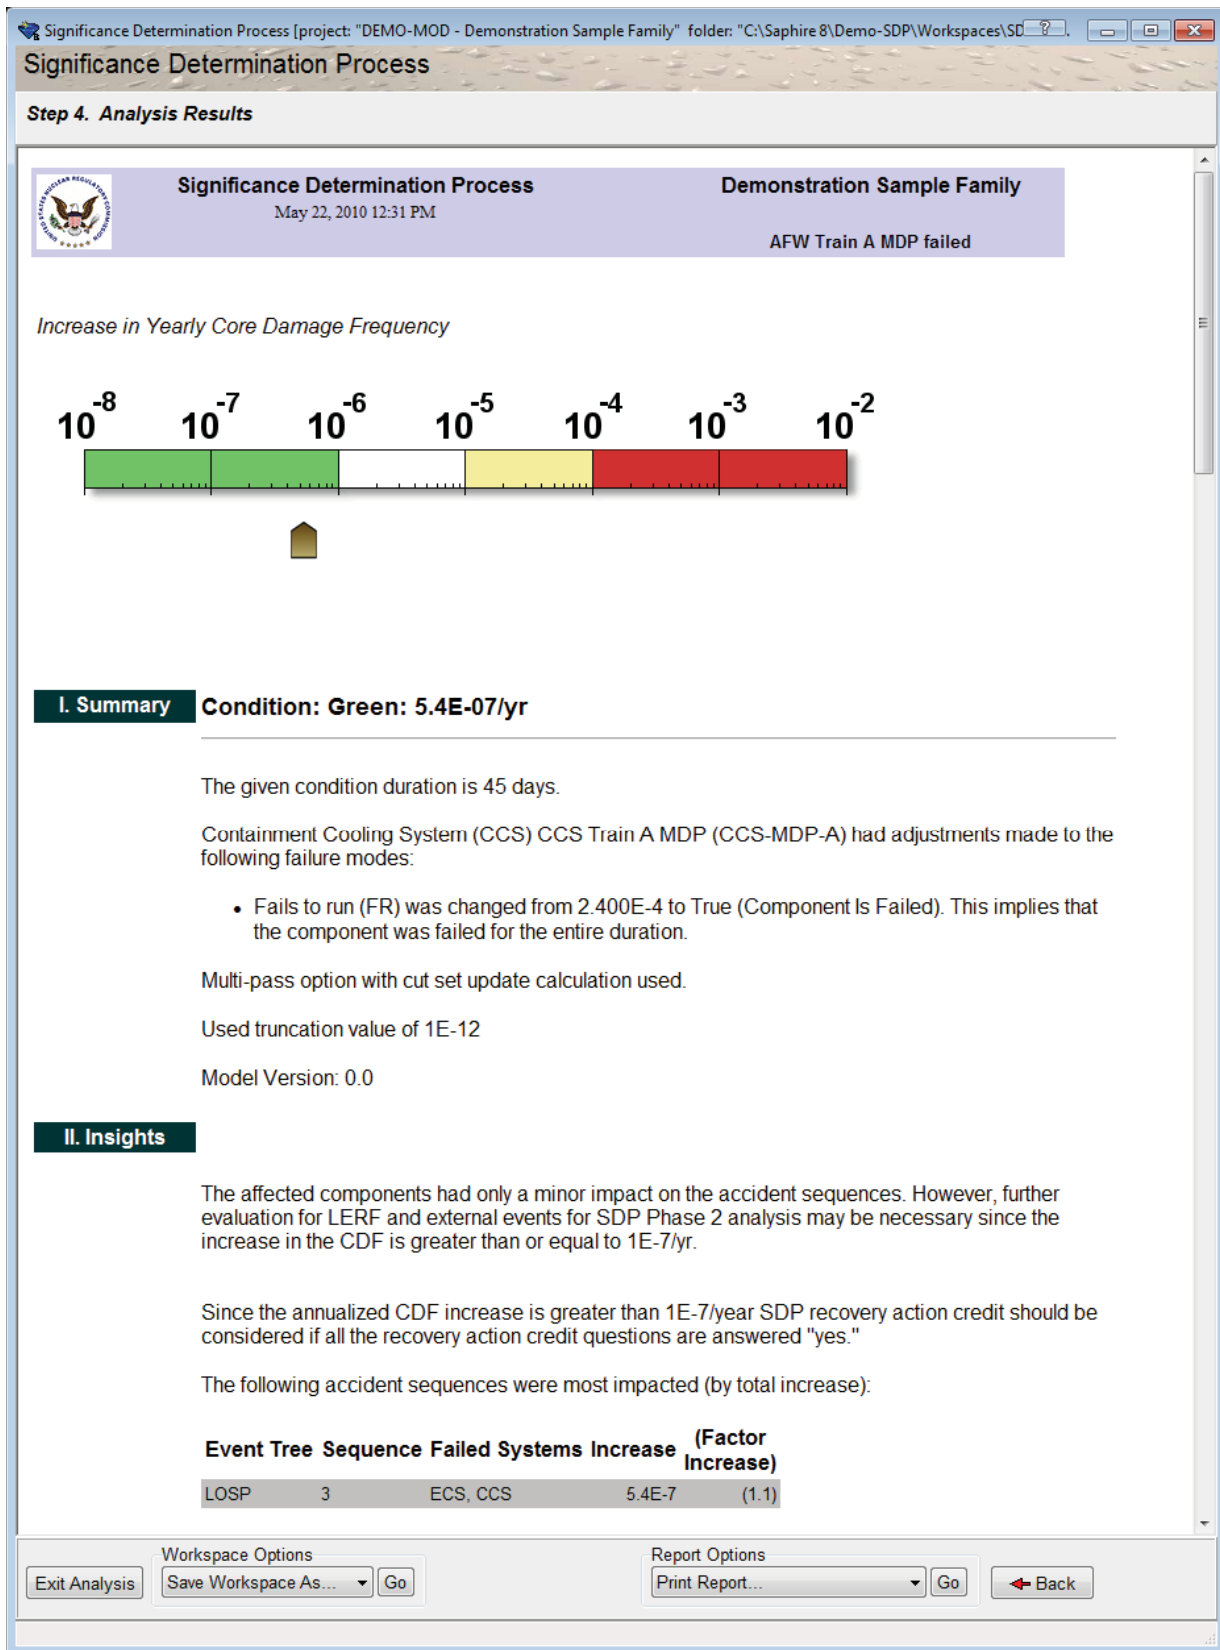 Significance Determination Process [project: "DEMO-MOD - Demonstration Sample Family" folder: "C:\Saphire 8\Demo-SDP\Workspaces\SD
Significance Determination Process
Step 4. Analysis Results
UNITED STATES NUCLEAR REGULATORY COMMISSION
Significance Determination Process
May 22, 2010 12:31 PM
Demonstration Sample Family
AFW Train A MDP failed
Increase in Yearly Core Damage Frequency
10^-8 10^-7 10^-6 10^-5 10^-4 10^-3 10^-2
I. Summary
Condition: Green: 5.4E-07/yr
The given condition duration is 45 days.
Containment Cooling System (CCS) CCS Train A MDP (CCS-MDP-A) had adjustments made to the
following failure modes:
• Fails to run (FR) was changed from 2.400E-4 to True (Component Is Failed). This implies that
the component was failed for the entire duration.
Multi-pass option with cut set update calculation used.
Used truncation value of 1E-12
Model Version: 0.0
II. Insights
The affected components had only a minor impact on the accident sequences. However, further
evaluation for LERF and external events for SDP Phase 2 analysis may be necessary since the
increase in the CDF is greater than or equal to 1E-7/yr.
Since the annualized CDF increase is greater than 1E-7/year SDP recovery action credit should be
considered if all the recovery action credit questions are answered "yes."
The following accident sequences were most impacted (by total increase):
Event Tree Sequence Failed Systems Increase (Factor Increase)
LOSP 3 ECS, CCS 5.4E-7 (1.1)
Workspace Options
Report Options
Exit Analysis Save Workspace As... Go Print Report... Go Back